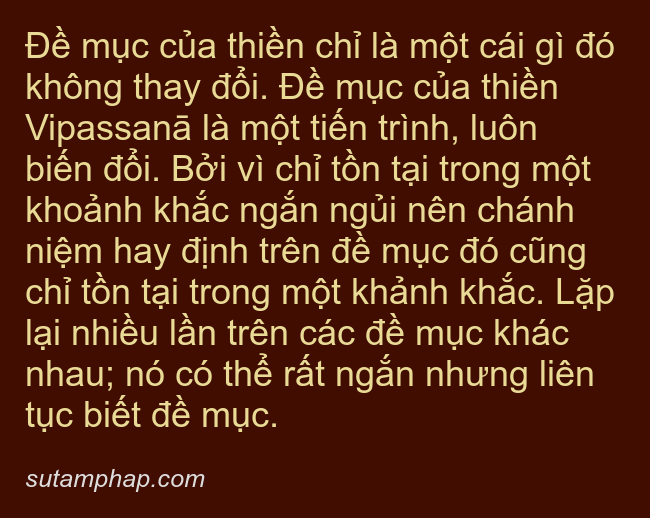 Đề mục của thiền chỉ là một cái gì đó
không thay đổi. Đề mục của thiền
Vipassanā là một tiến trình, luôn
biến đổi. Bởi vì chỉ tồn tại trong một
khoảnh khắc ngắn ngủi nên chánh
niệm hay định trên đề mục đó cũng
chỉ tồn tại trong một khảnh khắc. Lặp
lại nhiều lần trên các đề mục khác
nhau; nó có thể rất ngắn nhưng liên
tục biết đề mục.
sutamphap.com